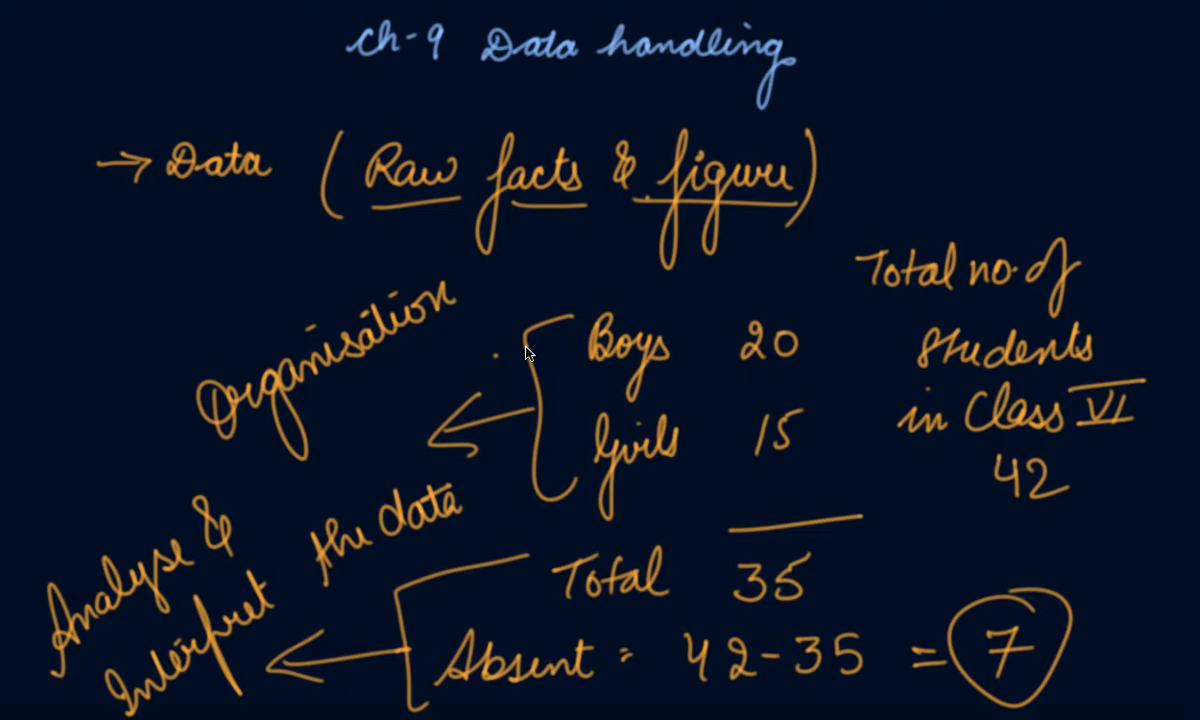 Ch-9 Data handling
→ Data ( Raw facts & figures )
Total no. of
students
in Class VI
42
Organisation
Boys 20
Girls 15
Total 35
Absent = 42-35 = 7
Analyse &
Interpret the data